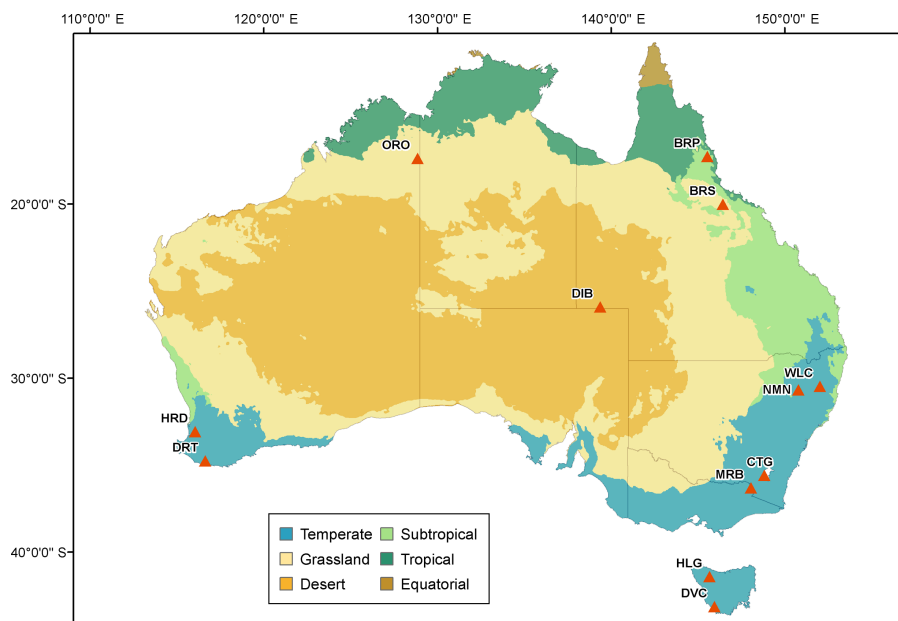 110°0'0" E 120°0'0" E 130°0'0" E 140°0'0" E 150°0'0" E
ORO
BRP
BRS
20°0'0" S
DIB
30°0'0" S
WLC
NMN
HRD
DRT
CTG
MRB
Temperate Subtropical
Grassland Tropical
Desert Equatorial
40°0'0" S
HLG
DVC